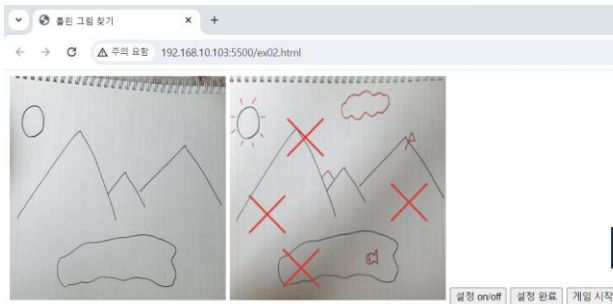 틀린 그림 찾기
주의 요함 192.168.10.103:5500/ex02.html
설정 on/off 설정 완료 게임 시작